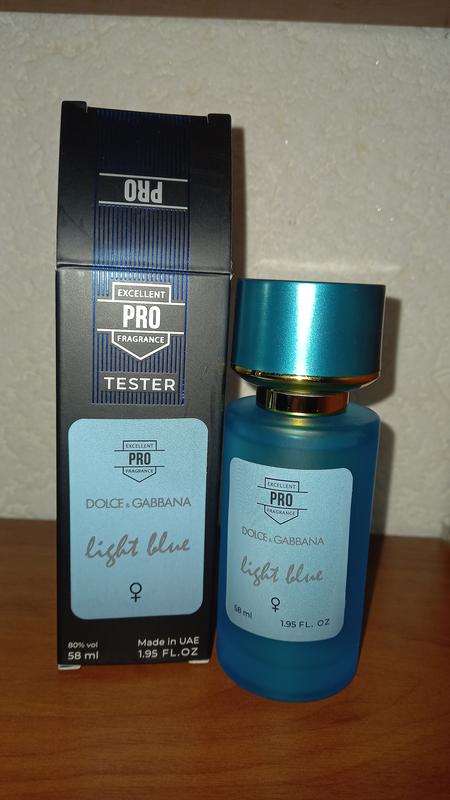 PRO
EXCELLENT
PRO
FRAGRANCE
TESTER
EXCELLENT
PRO
FRAGRANCE
DOLCE & GABBANA
light blue
♀
80% vol
58 ml
Made in UAE
1.95 FL.OZ
EXCELLENT
PRO
FRAGRANCE
DOLCE & GABBANA
light blue
♀
58 ml
1.95 FL. OZ